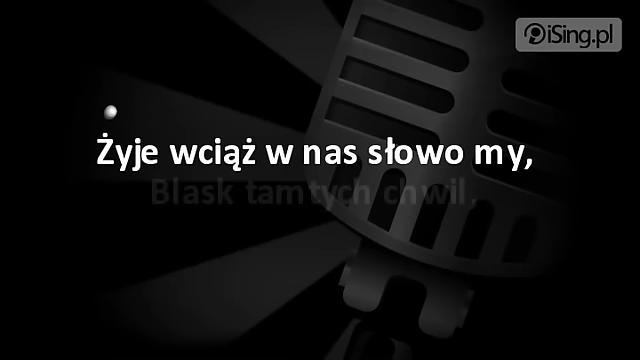 iSing.pl
Żyje wciąż w nas słowo my,
Blask tamtych chwil.